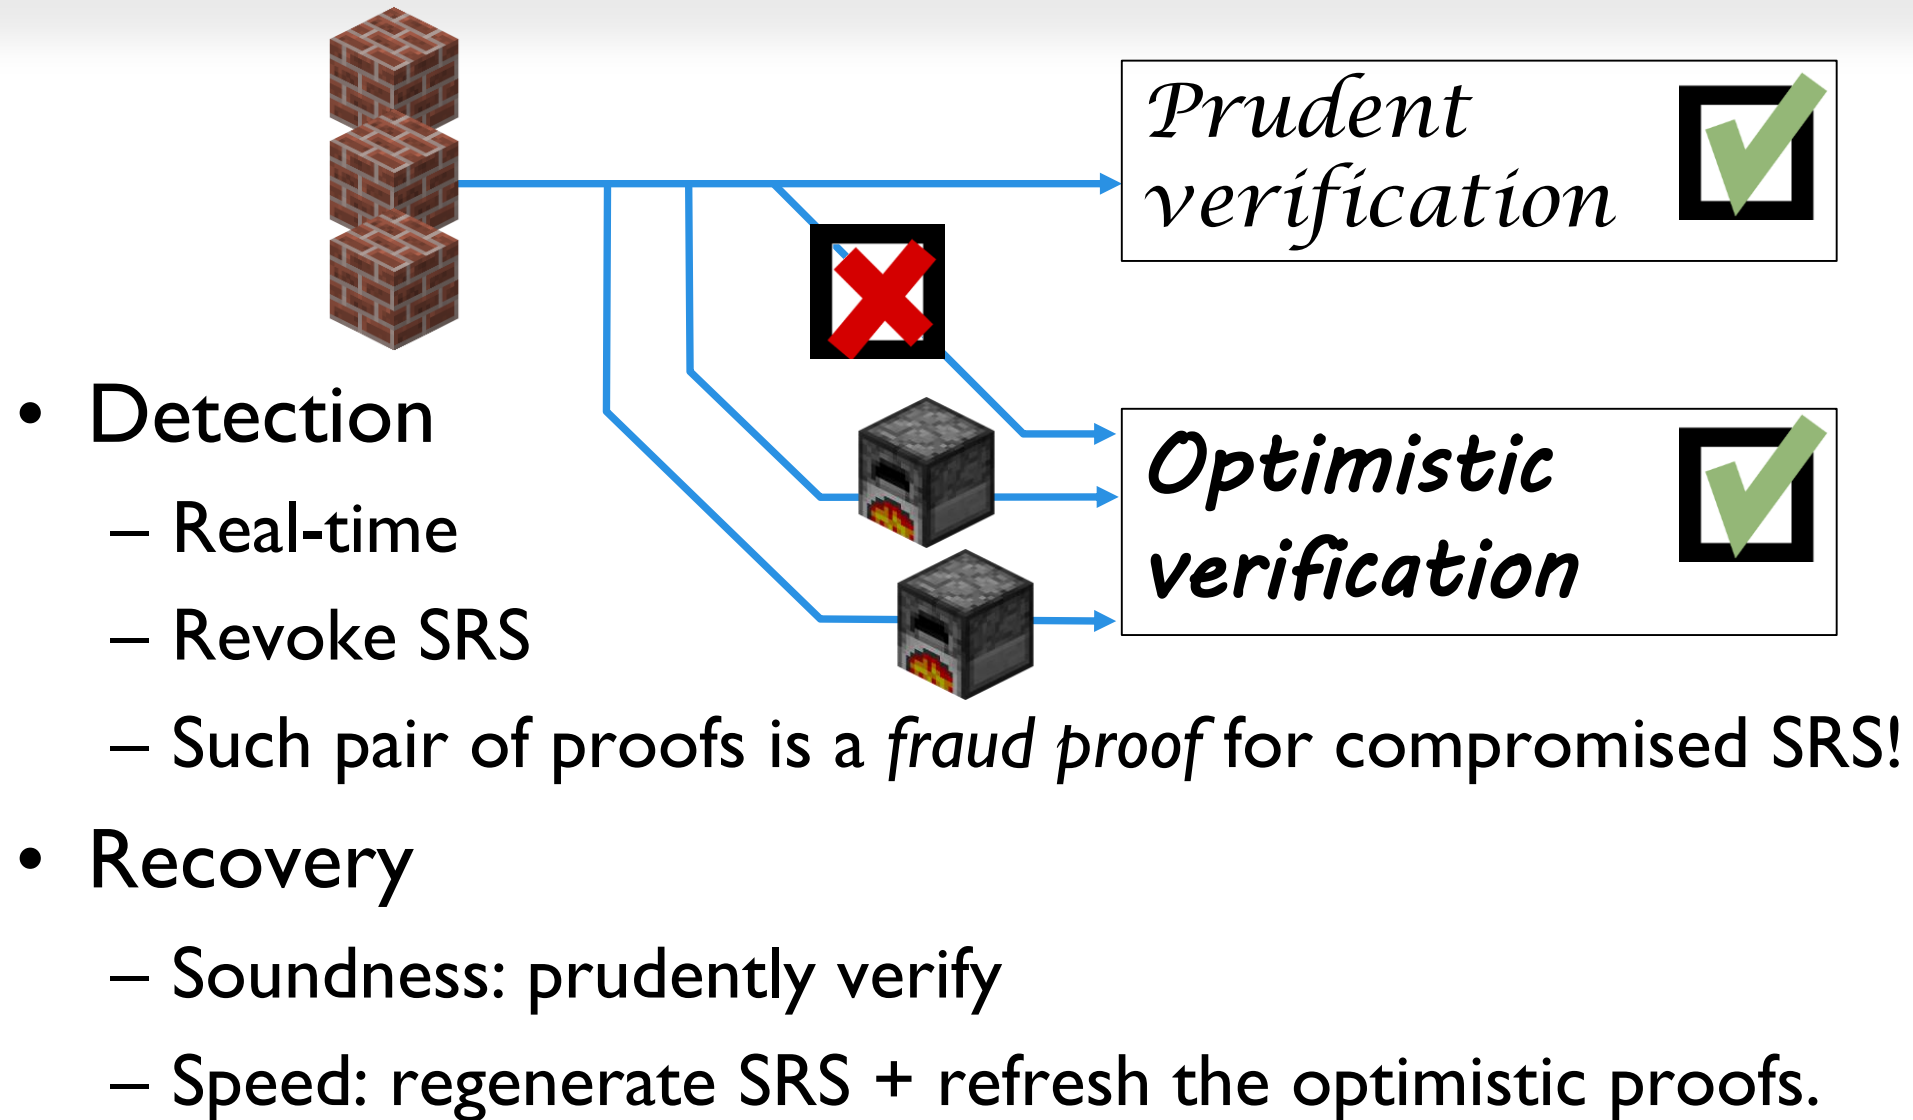 Prudent
verification
Optimistic
verification
• Detection
– Real-time
– Revoke SRS
– Such pair of proofs is a fraud proof for compromised SRS!
• Recovery
– Soundness: prudently verify
– Speed: regenerate SRS + refresh the optimistic proofs.